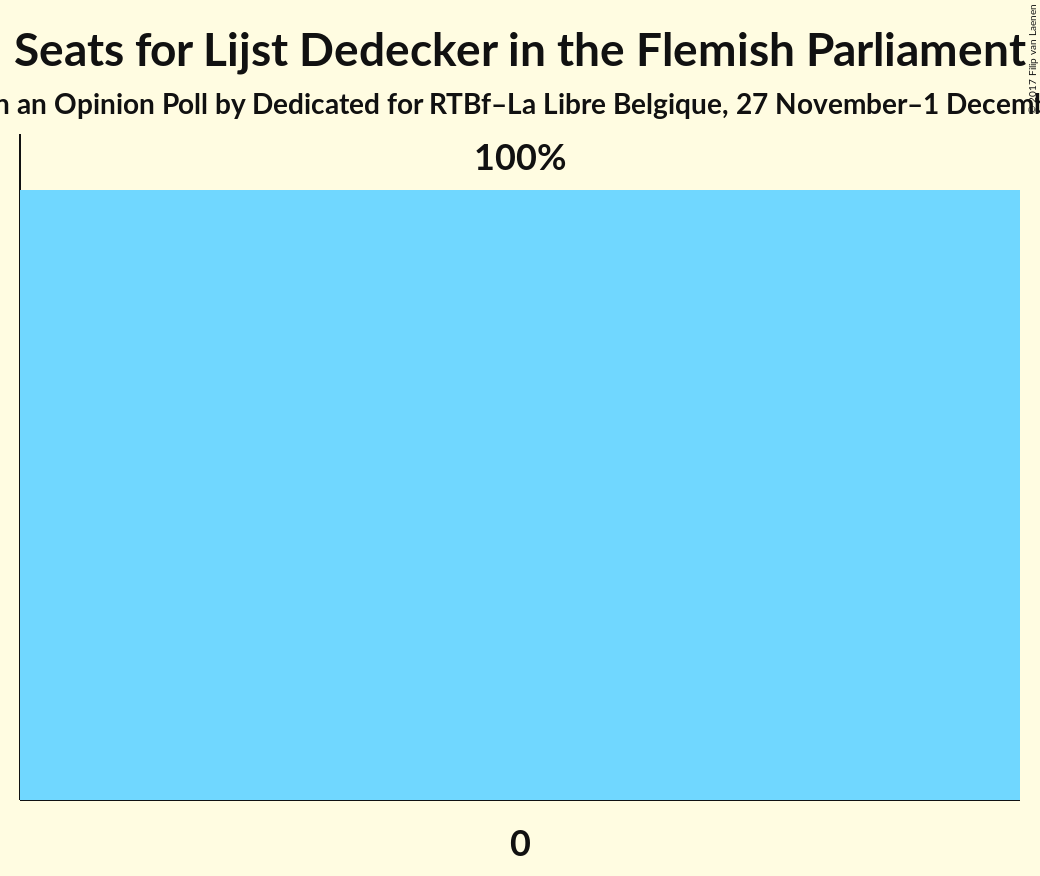 Seats for Lijst Dedecker in the Flemish Parliament
n an Opinion Poll by Dedicated for RTBf–La Libre Belgique, 27 November–1 Decemb
© 2017 Filip van Laenen
100%
0